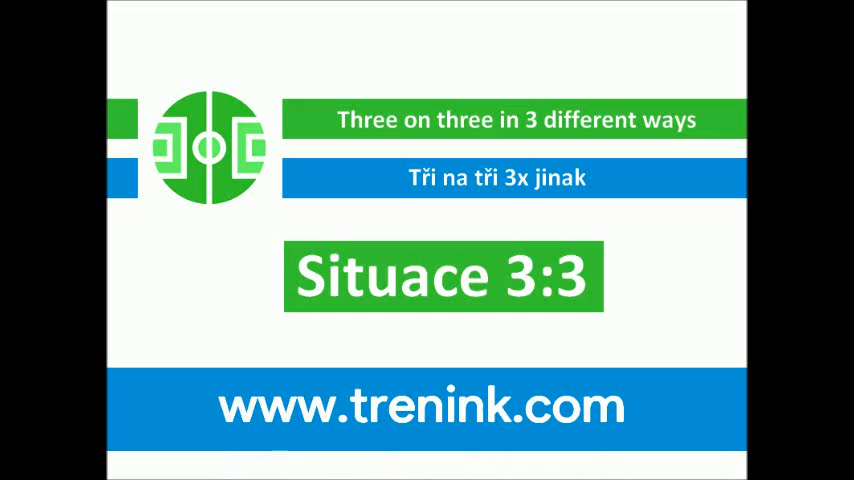 Three on three in 3 different ways
Tři na tři 3x jinak
Situace 3:3
www.trenink.com